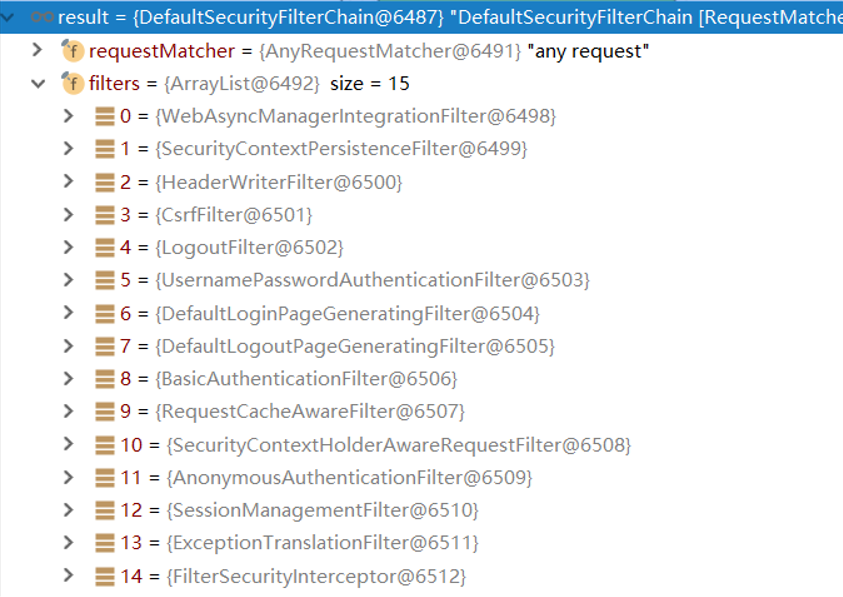 result = {DefaultSecurityFilterChain@6487} "DefaultSecurityFilterChain [RequestMatche
requestMatcher = {AnyRequestMatcher@6491} "any request"
filters = {ArrayList@6492} size = 15
0 = {WebAsyncManagerIntegrationFilter@6498}
1 = {SecurityContextPersistenceFilter@6499}
2 = {HeaderWriterFilter@6500}
3 = {CsrfFilter@6501}
4 = {LogoutFilter@6502}
5 = {UsernamePasswordAuthenticationFilter@6503}
6 = {DefaultLoginPageGeneratingFilter@6504}
7 = {DefaultLogoutPageGeneratingFilter@6505}
8 = {BasicAuthenticationFilter@6506}
9 = {RequestCacheAwareFilter@6507}
10 = {SecurityContextHolderAwareRequestFilter@6508}
11 = {AnonymousAuthenticationFilter@6509}
12 = {SessionManagementFilter@6510}
13 = {ExceptionTranslationFilter@6511}
14 = {FilterSecurityInterceptor@6512}